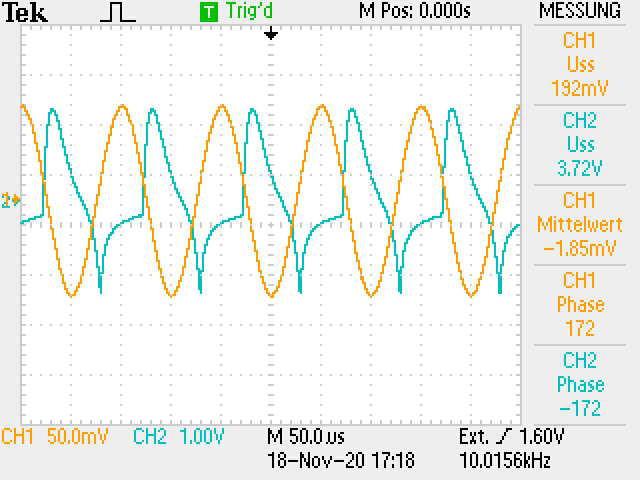 Tek T Trig'd M Pos: 0.000s MESSUNG
CH1
Uss
192mV
CH2
Uss
3.72V
CH1
Mittelwert
-1.85mV
CH1
Phase
172
CH2
Phase
-172
1
2
CH1 50.0mV CH2 1.00V M 50.0us Ext. 1.60V
18-Nov-20 17:18 10.0156kHz